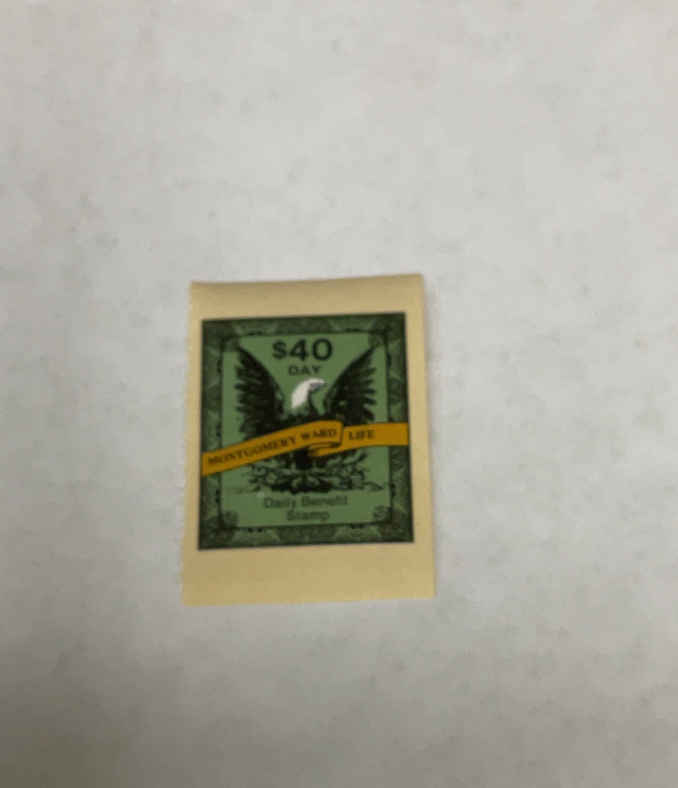 $40
DAY
MONTGOMERY WARD LIFE
Daily Benefit
Stamp